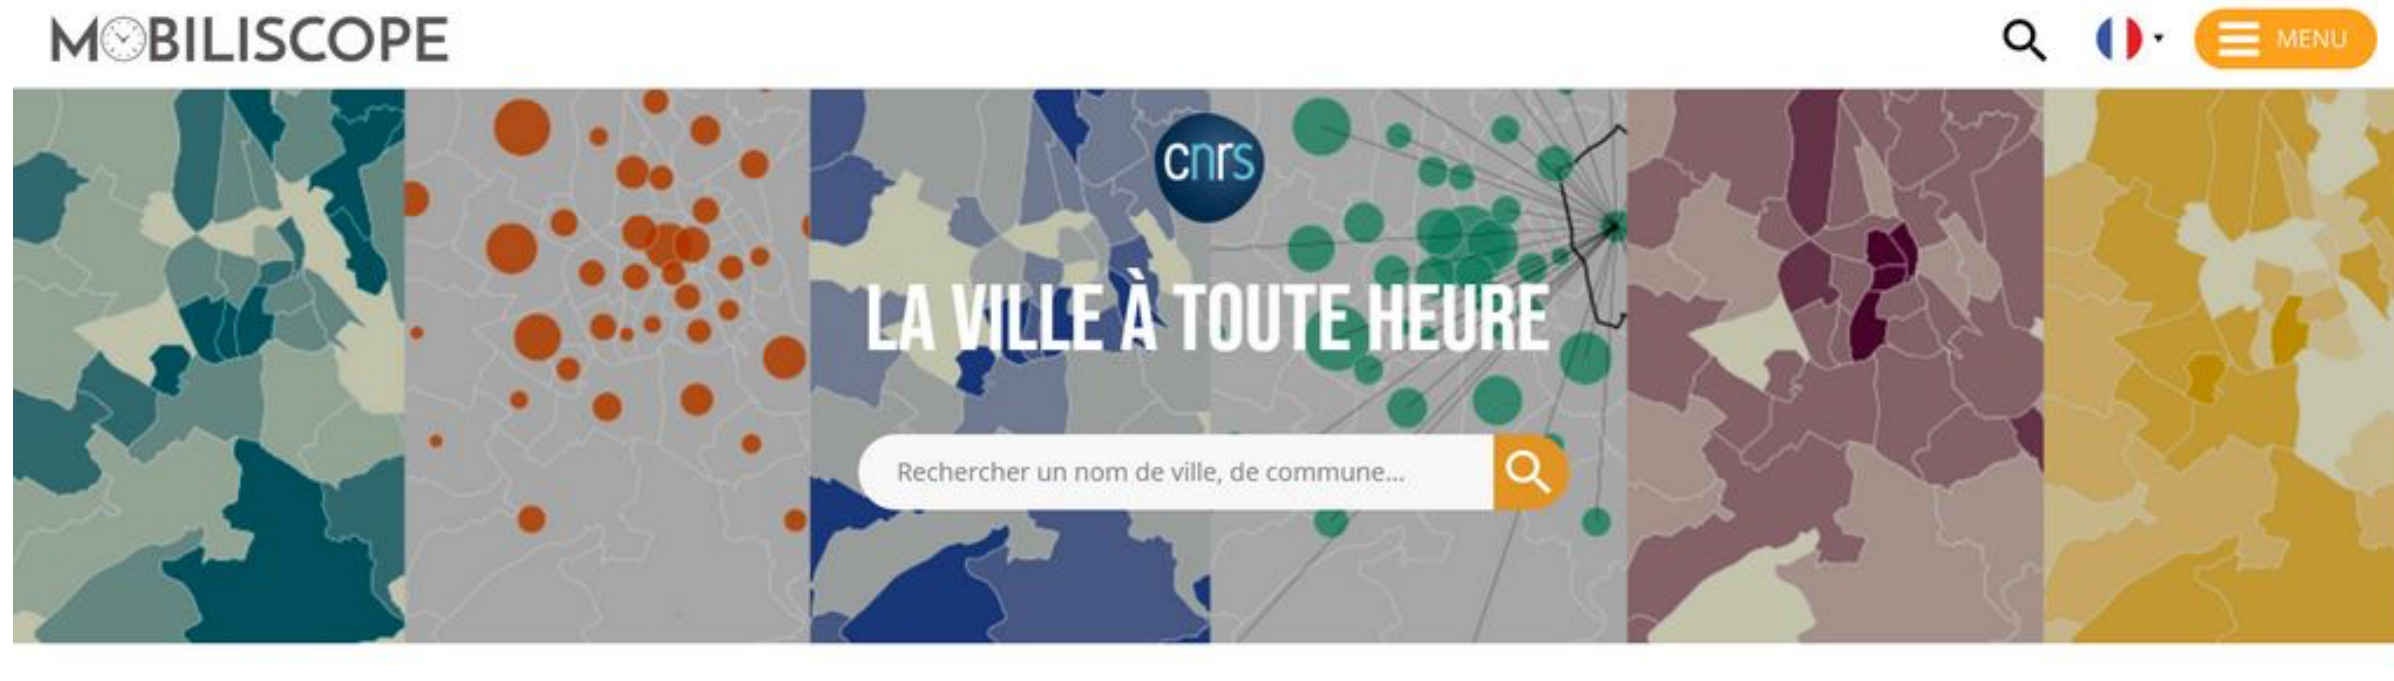 MOBILISCOPE
MENU
cnrs
LA VILLE À TOUTE HEURE
Rechercher un nom de ville, de commune...